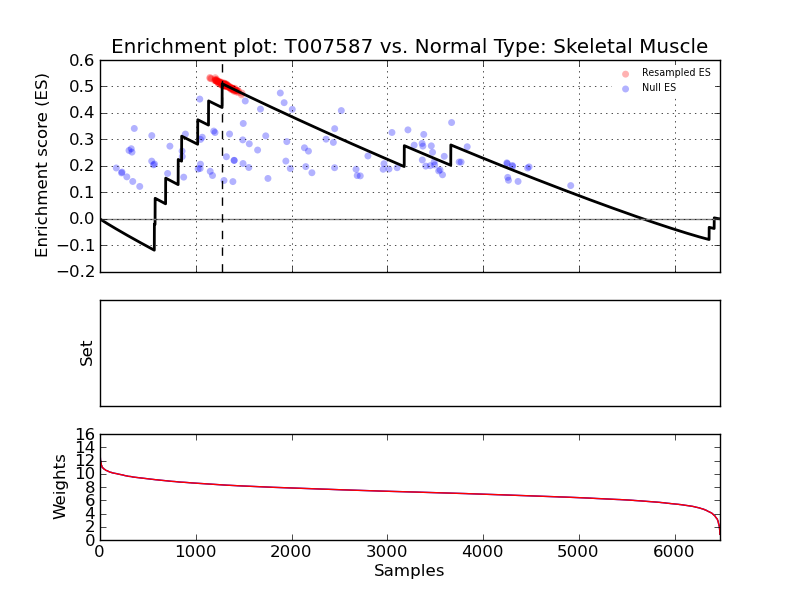 Enrichment plot: T007587 vs. Normal Type: Skeletal Muscle
Enrichment score (ES)
0.6
0.5
0.4
0.3
0.2
0.1
0.0
−0.1
−0.2
Resampled ES
Null ES
Set
Weights
16
14
12
10
8
6
4
2
0
0 1000 2000 3000 4000 5000 6000
Samples